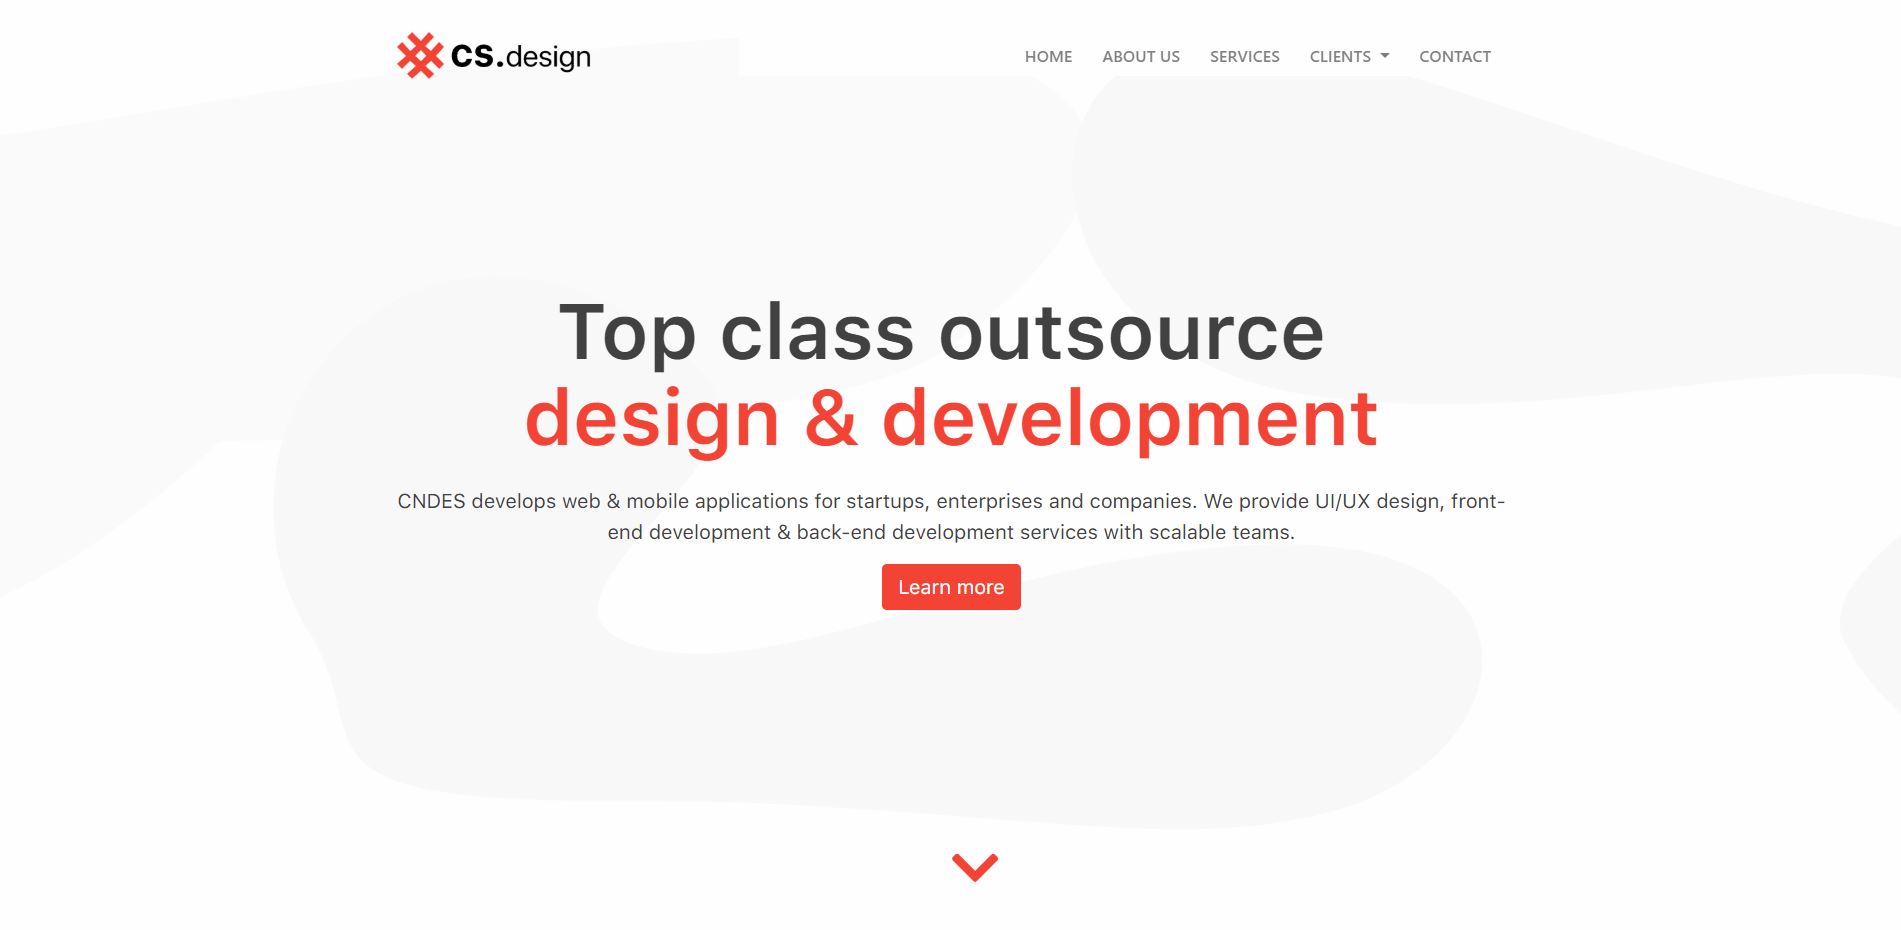 CS.design
HOME ABOUT US SERVICES CLIENTS CONTACT
Top class outsource
design & development
CNDES develops web & mobile applications for startups, enterprises and companies. We provide UI/UX design, front-
end development & back-end development services with scalable teams.
Learn more